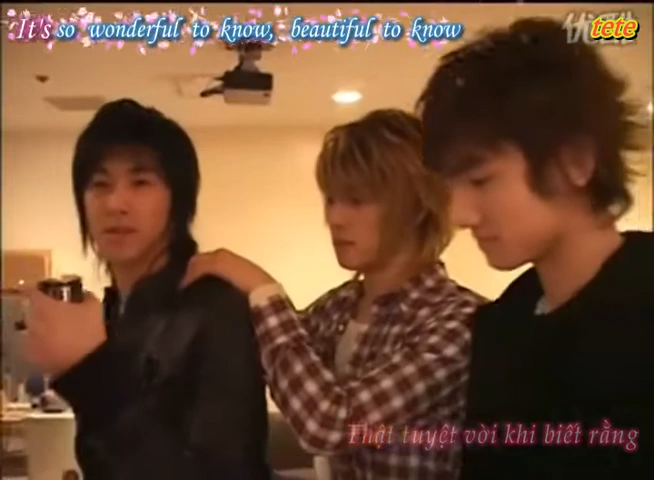 It's so wonderful to know, beautiful to know
tete
Thật tuyệt vời khi biết rằng